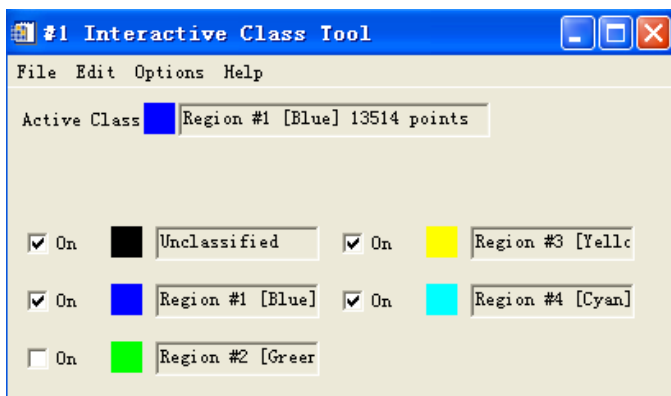 #1 Interactive Class Tool
File Edit Options Help
Active Class Region #1 [Blue] 13514 points
On Unclassified On Region #3 [Yello
On Region #1 [Blue] On Region #4 [Cyan]
On Region #2 [Green